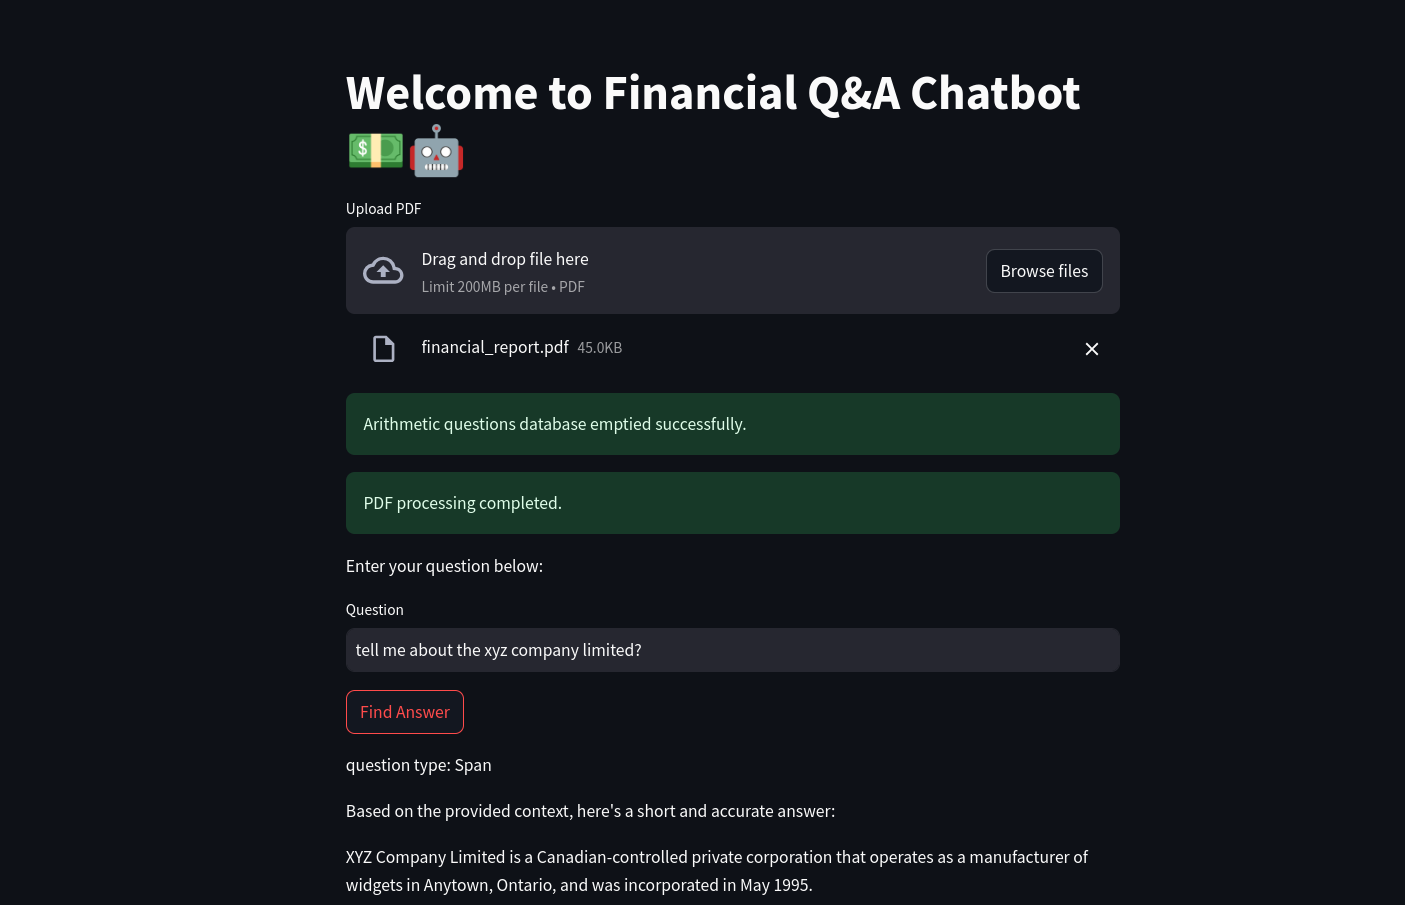 Welcome to Financial Q&A Chatbot
Upload PDF
Drag and drop file here
Limit 200MB per file • PDF
Browse files
financial_report.pdf 45.0KB
Arithmetic questions database emptied successfully.
PDF processing completed.
Enter your question below:
Question
tell me about the xyz company limited?
Find Answer
question type: Span
Based on the provided context, here's a short and accurate answer:
XYZ Company Limited is a Canadian-controlled private corporation that operates as a manufacturer of
widgets in Anytown, Ontario, and was incorporated in May 1995.